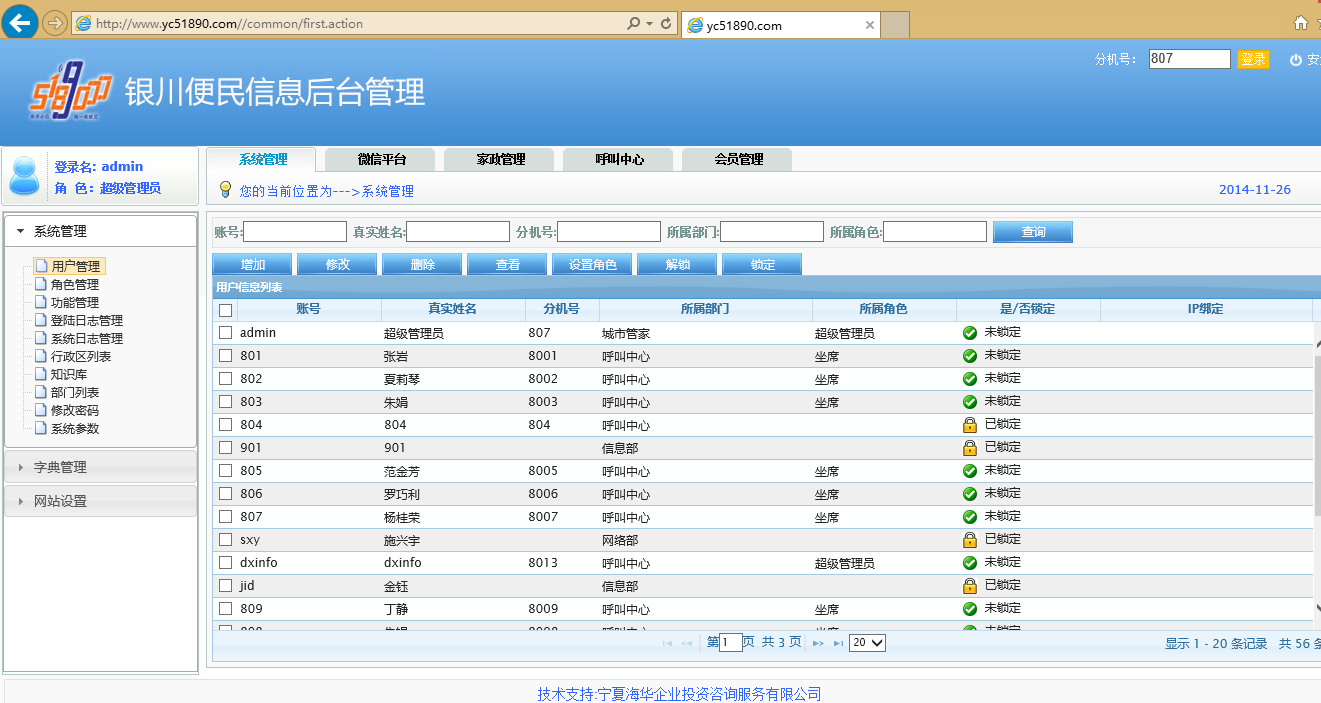 http://www.yc51890.com//common/first.action
yc51890.com
分机号: 807 登录
银川便民信息后台管理
登录名: admin
角 色: 超级管理员
系统管理 微信平台 家政管理 呼叫中心 会员管理
您的当前位置为--->系统管理 2014-11-26
系统管理
用户管理
角色管理
功能管理
登陆日志管理
系统日志管理
行政区列表
知识库
部门列表
修改密码
系统参数
字典管理
网站设置
账号: 真实姓名: 分机号: 所属部门: 所属角色: 查询
增加 修改 删除 查看 设置角色 解锁 锁定
用户信息列表
账号 真实姓名 分机号 所属部门 所属角色 是/否锁定 IP绑定
admin 超级管理员 807 城市管家 超级管理员 未锁定
801 张岩 8001 呼叫中心 坐席 未锁定
802 夏莉琴 8002 呼叫中心 坐席 未锁定
803 朱娟 8003 呼叫中心 坐席 未锁定
804 804 804 呼叫中心 已锁定
901 901 信息部 已锁定
805 范金芳 8005 呼叫中心 坐席 未锁定
806 罗巧利 8006 呼叫中心 坐席 未锁定
807 杨桂荣 8007 呼叫中心 坐席 未锁定
sxy 施兴宇 网络部 已锁定
dxinfo dxinfo 8013 呼叫中心 超级管理员 未锁定
jid 金钰 信息部 已锁定
809 丁静 8009 呼叫中心 坐席 未锁定
第 1 页 共 3 页 20 显示 1 - 20 条记录 共 56
技术支持:宁夏海华企业投资咨询服务有限公司